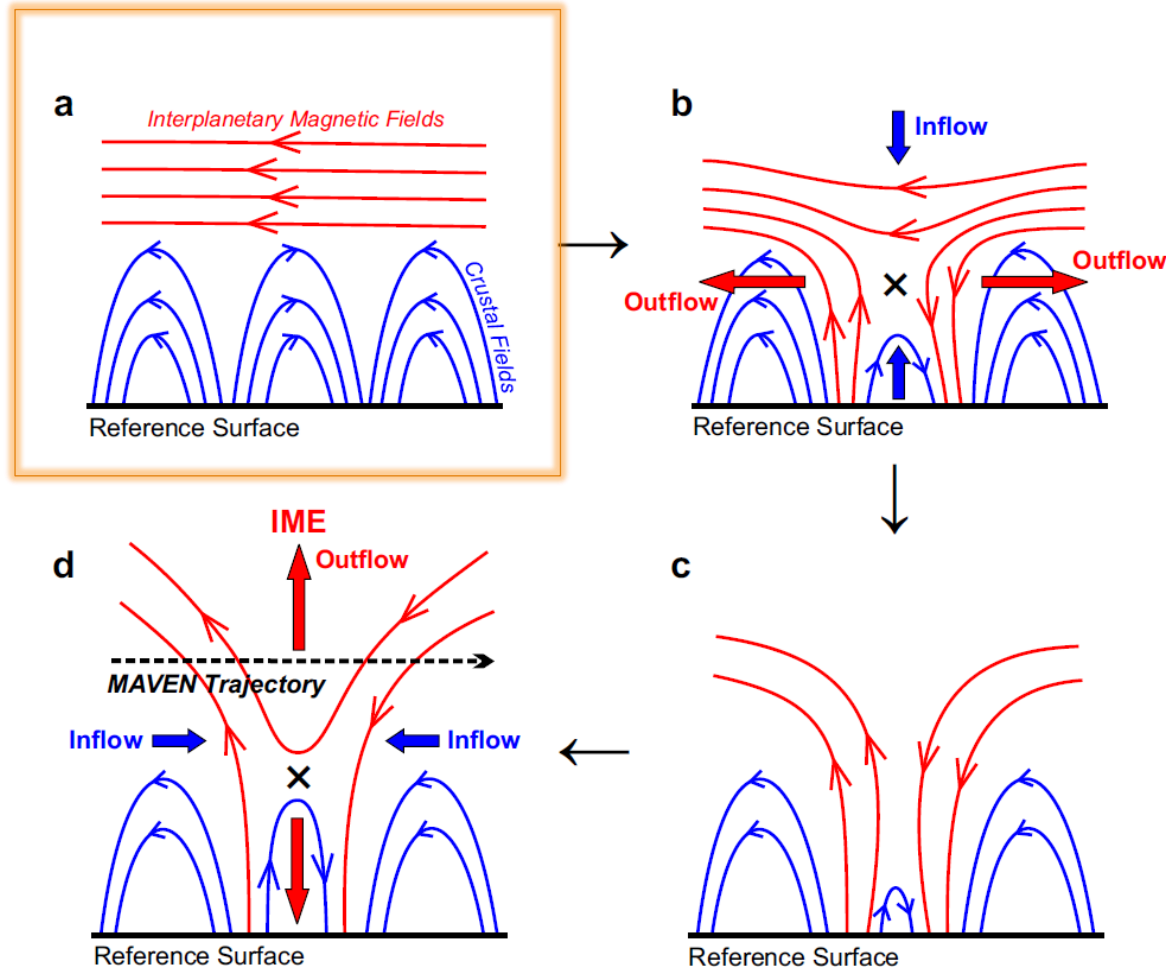 a
Interplanetary Magnetic Fields
Crustal Fields
Reference Surface
b
Inflow
Outflow
Outflow
×
Reference Surface
IME
d
Outflow
MAVEN Trajectory
Inflow
Inflow
×
Reference Surface
c
Reference Surface